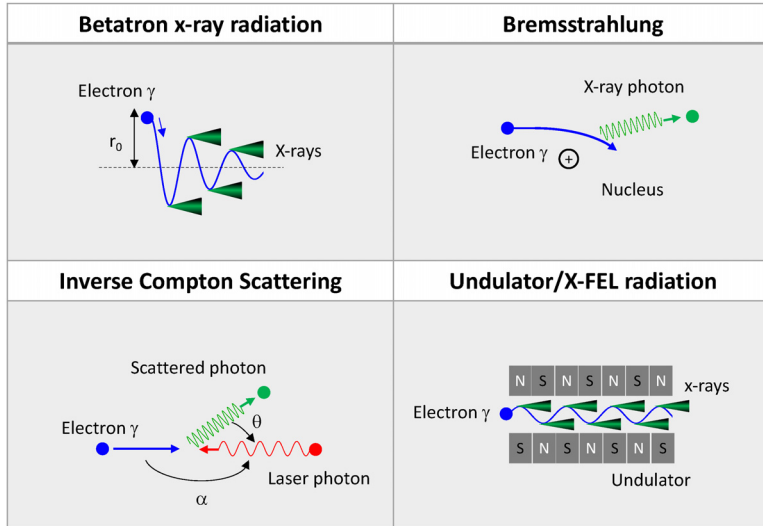 Betatron x-ray radiation
Bremsstrahlung
Electron γ
r0
X-rays
X-ray photon
Electron γ
+
Nucleus
Inverse Compton Scattering
Undulator/X-FEL radiation
Scattered photon
Electron γ
θ
Laser photon
α
N S N S N S N
x-rays
Electron γ
S N S N S N S
Undulator